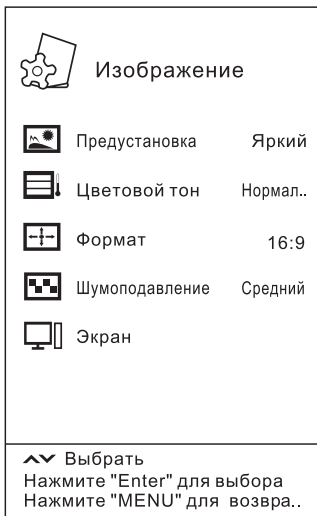 Изображение
Предустановка Яркий
Цветовой тон Нормал..
Формат 16:9
Шумоподавление Средний
Экран
Выбрать
Нажмите "Enter" для выбора
Нажмите "MENU" для возвра..